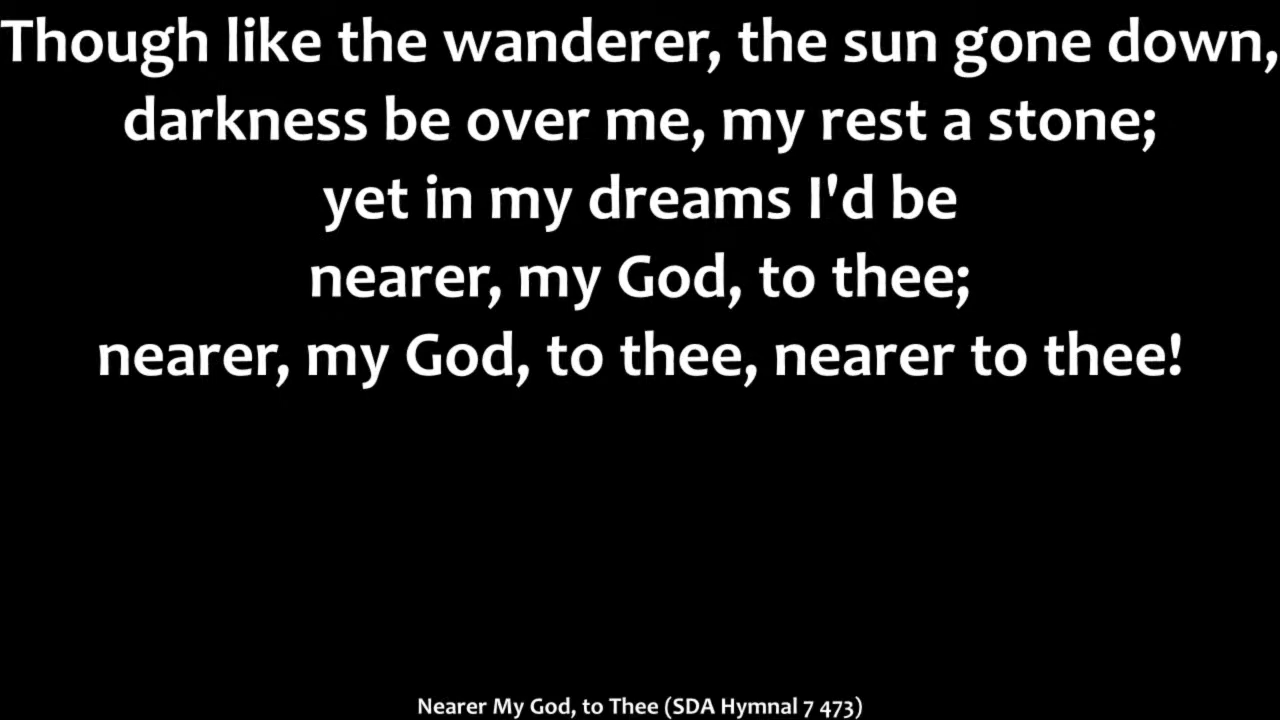 Though like the wanderer, the sun gone down,
darkness be over me, my rest a stone;
yet in my dreams I'd be
nearer, my God, to thee;
nearer, my God, to thee, nearer to thee!
Nearer My God, to Thee (SDA Hymnal 7 473)